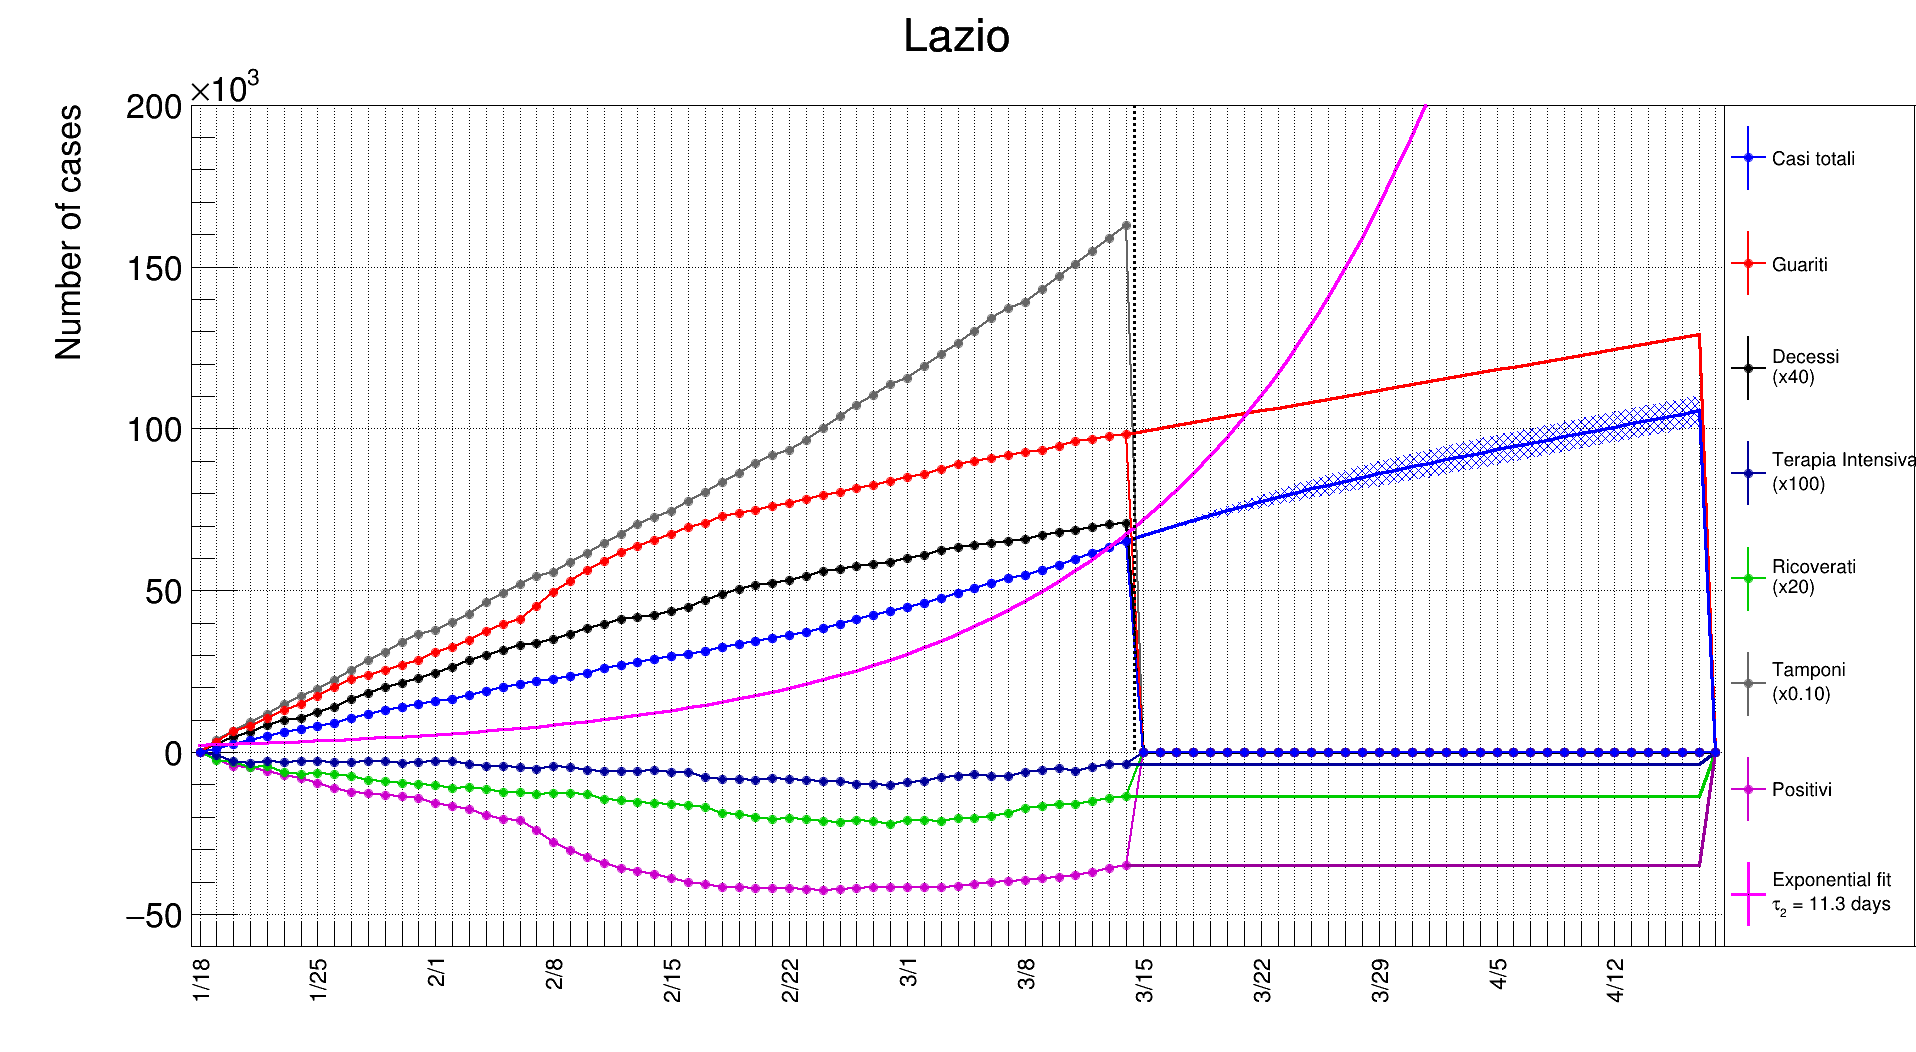 Lazio
×10³
Number of cases
200
150
100
50
0
−50
1/18
1/25
2/1
2/8
2/15
2/22
3/1
3/8
3/15
3/22
3/29
4/5
4/12
Casi totali
Guariti
Decessi
(x40)
Terapia Intensiva
(x100)
Ricoverati
(x20)
Tamponi
(x0.10)
Positivi
Exponential fit
τ₂ = 11.3 days